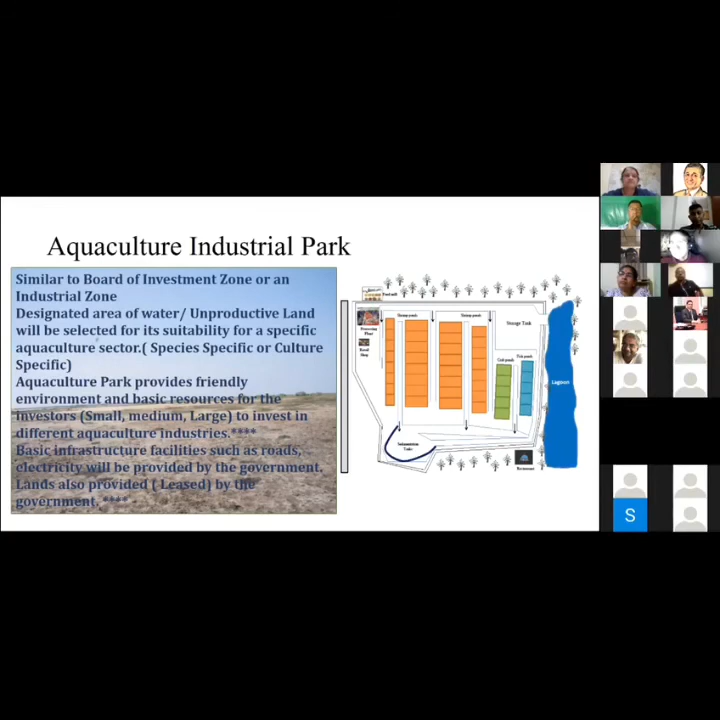 Aquaculture Industrial Park
Similar to Board of Investment Zone or an
Industrial Zone
Designated area of water/ Unproductive Land
will be selected for its suitability for a specific
aquaculture sector.( Species Specific or Culture
Specific)
Aquaculture Park provides friendly
environment and basic resources for the
investors (Small, medium, Large) to invest in
different aquaculture industries.****
Basic infrastructure facilities such as roads,
electricity will be provided by the government.
Lands also provided ( Leased) by the
government. ****
Shrimp ponds
Shrimp ponds
Processing
Plant
Storage Tank
Crab ponds
Fish ponds
Lagoon
Sedimentation
Tank
Restaurant
S